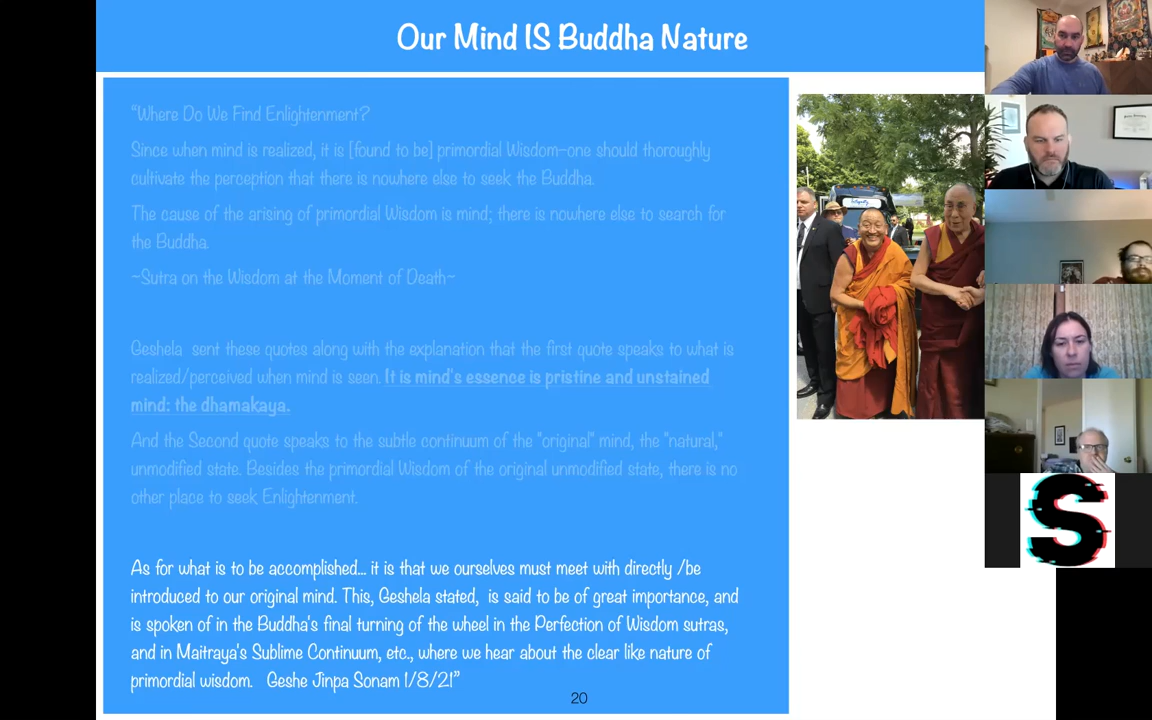 Our Mind IS Buddha Nature
“Where Do We Find Enlightenment?
Since when mind is realized, it is [found to be] primordial Wisdom—one should thoroughly
cultivate the perception that there is nowhere else to seek the Buddha.
The cause of the arising of primordial Wisdom is mind; there is nowhere else to search for
the Buddha.
~Sutra on the Wisdom at the Moment of Death~
Geshela sent these quotes along with the explanation that the first quote speaks to what is
realized/perceived when mind is seen. It is mind's essence is pristine and unstained
mind: the dhamakaya.
And the Second quote speaks to the subtle continuum of the "original" mind, the "natural,"
unmodified state. Besides the primordial Wisdom of the original unmodified state, there is no
other place to seek Enlightenment.
As for what is to be accomplished... it is that we ourselves must meet with directly /be
introduced to our original mind. This, Geshela stated, is said to be of great importance, and
is spoken of in the Buddha's final turning of the wheel in the Perfection of Wisdom sutras,
and in Maitraya's Sublime Continuum, etc., where we hear about the clear like nature of
primordial wisdom. Geshe Jinpa Sonam 1/8/21”
20
S